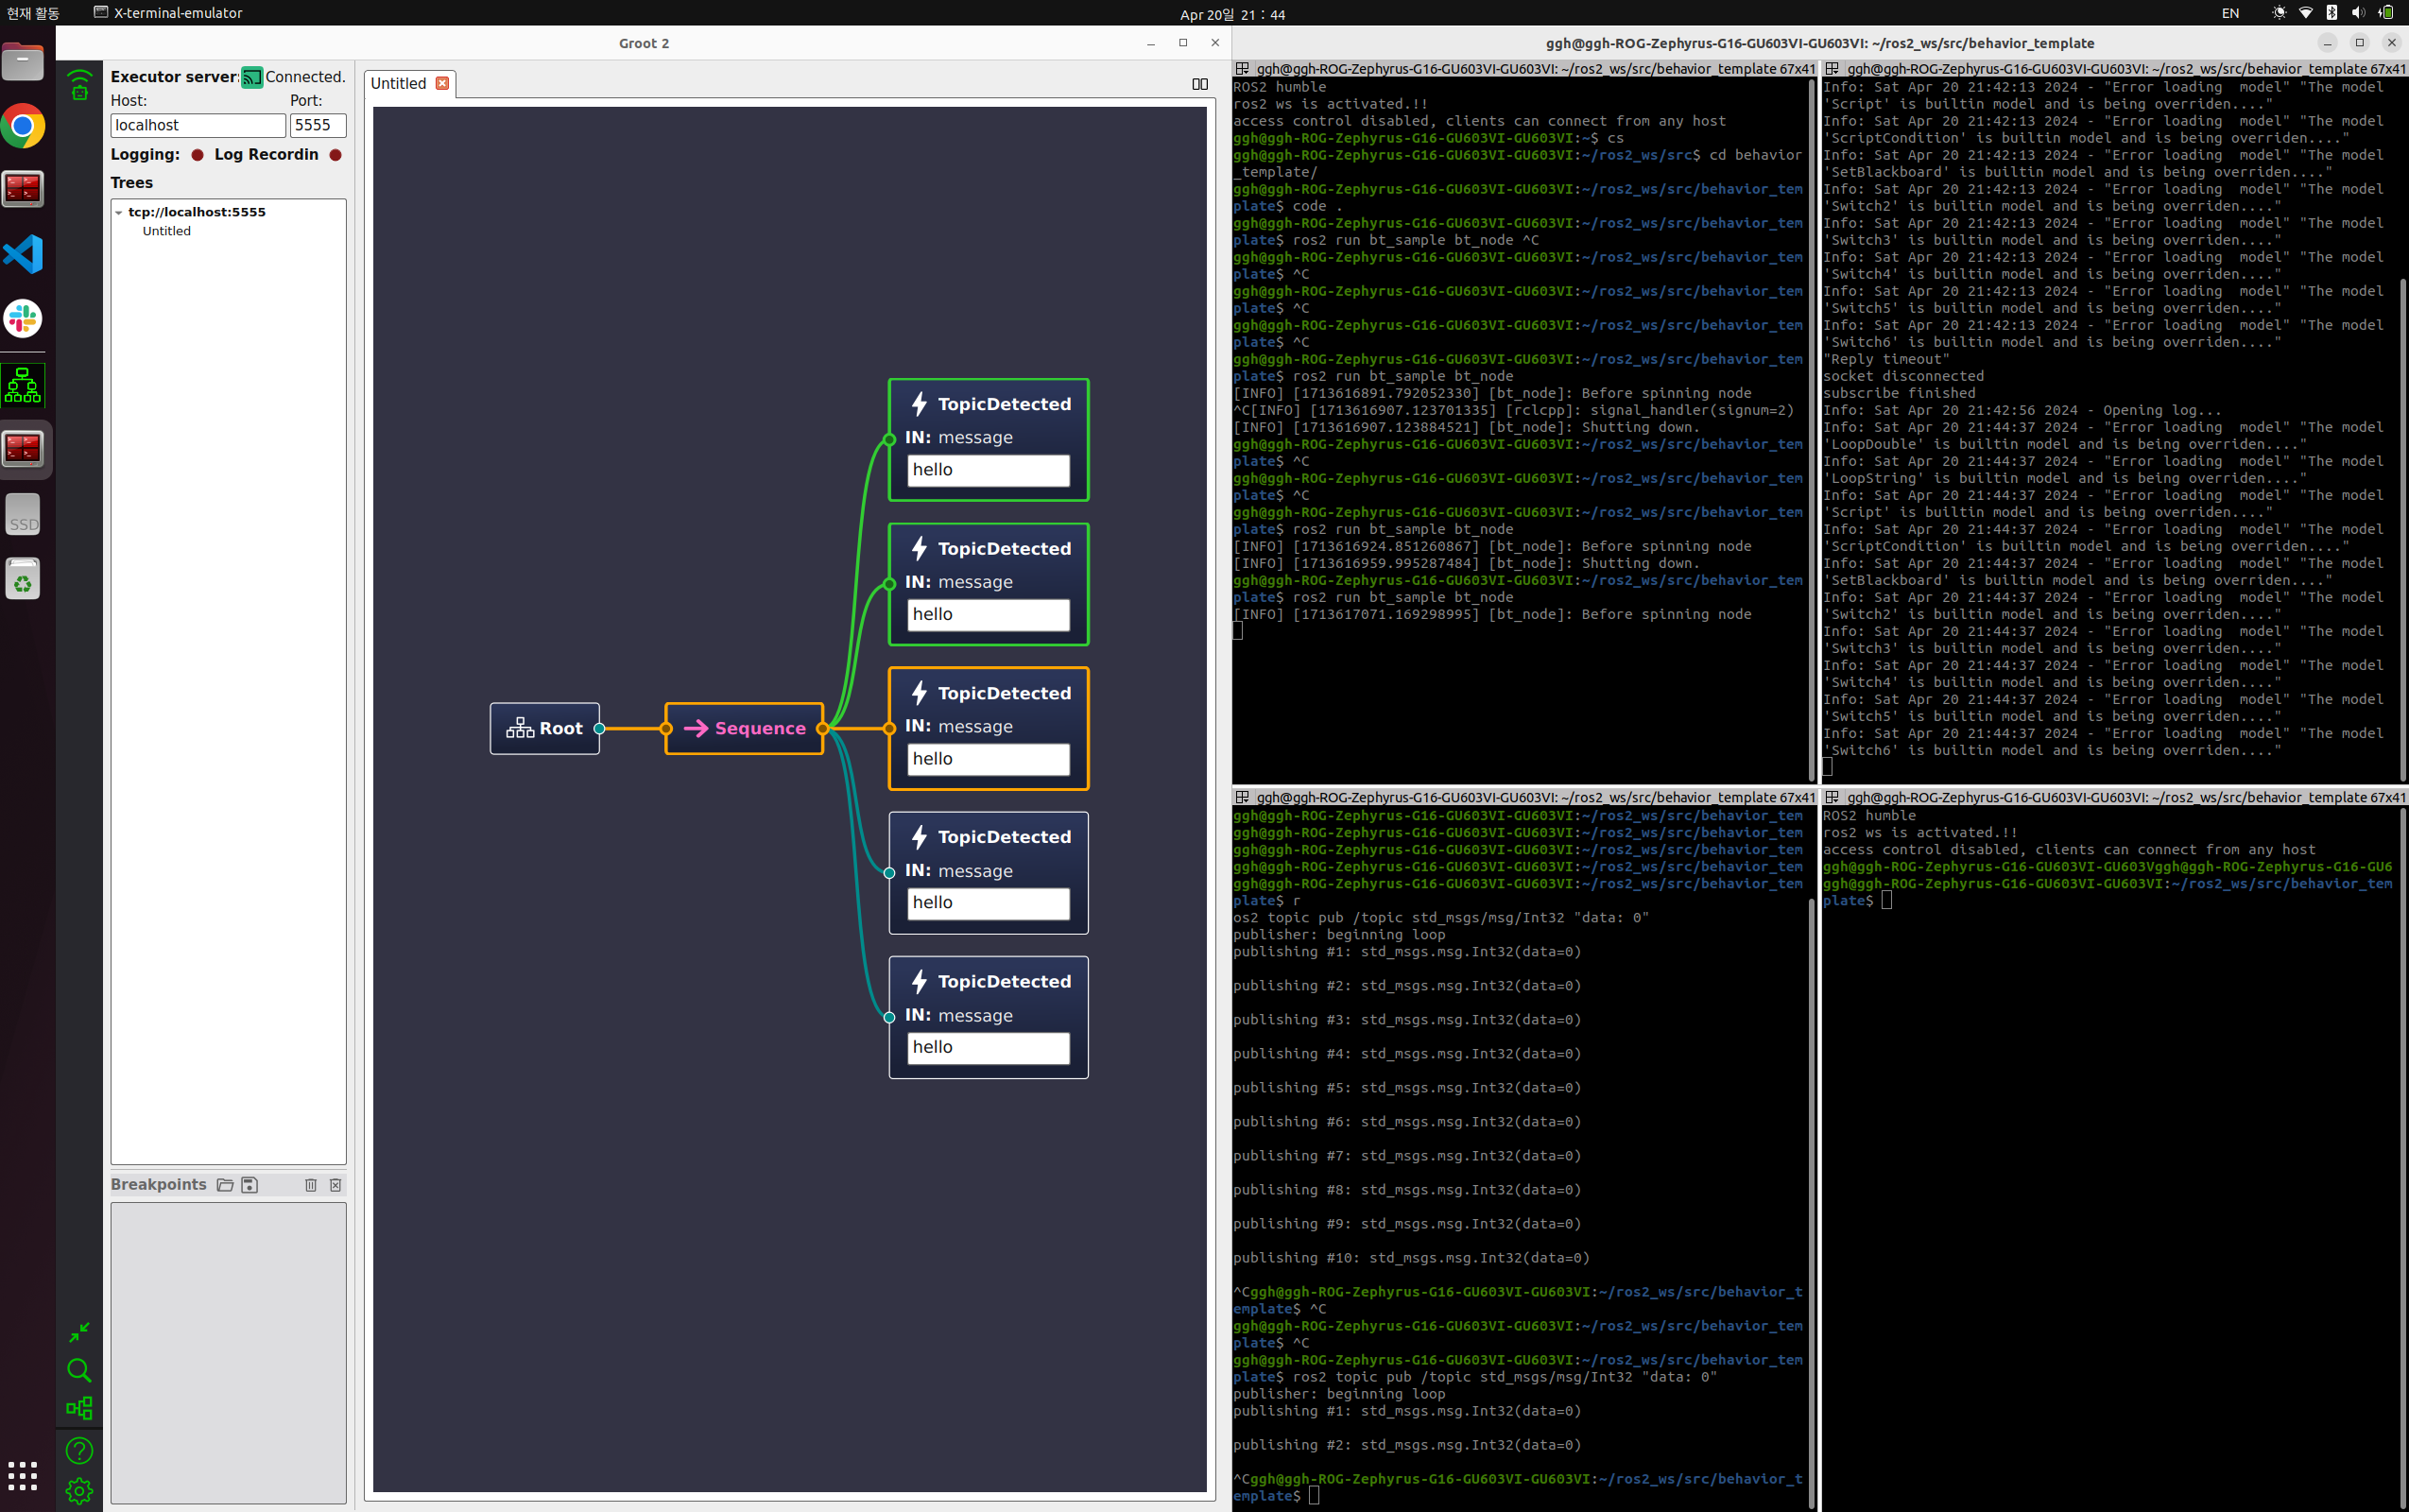 현재 활동
X-terminal-emulator
Apr 20일 21 : 44
EN
Groot 2
Executor server:
Connected.
Host:
Port:
localhost
5555
Logging:
Log Recordin
Trees
tcp://localhost:5555
Untitled
Breakpoints
SSD
Untitled
Root
Sequence
TopicDetected
IN: message
hello
TopicDetected
IN: message
hello
TopicDetected
IN: message
hello
TopicDetected
IN: message
hello
TopicDetected
IN: message
hello
ggh@ggh-ROG-Zephyrus-G16-GU603VI-GU603VI: ~/ros2_ws/src/behavior_template
ggh@ggh-ROG-Zephyrus-G16-GU603VI-GU603VI: ~/ros2_ws/src/behavior_template 67x41
ROS2 humble
ros2 ws is activated.!!
access control disabled, clients can connect from any host
ggh@ggh-ROG-Zephyrus-G16-GU603VI-GU603VI:~$ cs
ggh@ggh-ROG-Zephyrus-G16-GU603VI-GU603VI:~/ros2_ws/src$ cd behavior
_template/
ggh@ggh-ROG-Zephyrus-G16-GU603VI-GU603VI:~/ros2_ws/src/behavior_tem
plate$ code .
ggh@ggh-ROG-Zephyrus-G16-GU603VI-GU603VI:~/ros2_ws/src/behavior_tem
plate$ ros2 run bt_sample bt_node ^C
ggh@ggh-ROG-Zephyrus-G16-GU603VI-GU603VI:~/ros2_ws/src/behavior_tem
plate$ ^C
ggh@ggh-ROG-Zephyrus-G16-GU603VI-GU603VI:~/ros2_ws/src/behavior_tem
plate$ ^C
ggh@ggh-ROG-Zephyrus-G16-GU603VI-GU603VI:~/ros2_ws/src/behavior_tem
plate$ ^C
ggh@ggh-ROG-Zephyrus-G16-GU603VI-GU603VI:~/ros2_ws/src/behavior_tem
plate$ ros2 run bt_sample bt_node
[INFO] [1713616891.792052330] [bt_node]: Before spinning node
^C[INFO] [1713616907.123701335] [rclcpp]: signal_handler(signum=2)
[INFO] [1713616907.123884521] [bt_node]: Shutting down.
ggh@ggh-ROG-Zephyrus-G16-GU603VI-GU603VI:~/ros2_ws/src/behavior_tem
plate$ ^C
ggh@ggh-ROG-Zephyrus-G16-GU603VI-GU603VI:~/ros2_ws/src/behavior_tem
plate$ ^C
ggh@ggh-ROG-Zephyrus-G16-GU603VI-GU603VI:~/ros2_ws/src/behavior_tem
plate$ ros2 run bt_sample bt_node
[INFO] [1713616924.851260867] [bt_node]: Before spinning node
[INFO] [1713616959.995287484] [bt_node]: Shutting down.
ggh@ggh-ROG-Zephyrus-G16-GU603VI-GU603VI:~/ros2_ws/src/behavior_tem
plate$ ros2 run bt_sample bt_node
[INFO] [1713617071.169298995] [bt_node]: Before spinning node
ggh@ggh-ROG-Zephyrus-G16-GU603VI-GU603VI: ~/ros2_ws/src/behavior_template 67x41
Info: Sat Apr 20 21:42:13 2024 - "Error loading  model" "The model
'Script' is builtin model and is being overriden...."
Info: Sat Apr 20 21:42:13 2024 - "Error loading  model" "The model
'ScriptCondition' is builtin model and is being overriden...."
Info: Sat Apr 20 21:42:13 2024 - "Error loading  model" "The model
'SetBlackboard' is builtin model and is being overriden...."
Info: Sat Apr 20 21:42:13 2024 - "Error loading  model" "The model
'Switch2' is builtin model and is being overriden...."
Info: Sat Apr 20 21:42:13 2024 - "Error loading  model" "The model
'Switch3' is builtin model and is being overriden...."
Info: Sat Apr 20 21:42:13 2024 - "Error loading  model" "The model
'Switch4' is builtin model and is being overriden...."
Info: Sat Apr 20 21:42:13 2024 - "Error loading  model" "The model
'Switch5' is builtin model and is being overriden...."
Info: Sat Apr 20 21:42:13 2024 - "Error loading  model" "The model
'Switch6' is builtin model and is being overriden...."
"Reply timeout"
socket disconnected
subscribe finished
Info: Sat Apr 20 21:42:56 2024 - Opening log...
Info: Sat Apr 20 21:44:37 2024 - "Error loading  model" "The model
'LoopDouble' is builtin model and is being overriden...."
Info: Sat Apr 20 21:44:37 2024 - "Error loading  model" "The model
'LoopString' is builtin model and is being overriden...."
Info: Sat Apr 20 21:44:37 2024 - "Error loading  model" "The model
'Script' is builtin model and is being overriden...."
Info: Sat Apr 20 21:44:37 2024 - "Error loading  model" "The model
'ScriptCondition' is builtin model and is being overriden...."
Info: Sat Apr 20 21:44:37 2024 - "Error loading  model" "The model
'SetBlackboard' is builtin model and is being overriden...."
Info: Sat Apr 20 21:44:37 2024 - "Error loading  model" "The model
'Switch2' is builtin model and is being overriden...."
Info: Sat Apr 20 21:44:37 2024 - "Error loading  model" "The model
'Switch3' is builtin model and is being overriden...."
Info: Sat Apr 20 21:44:37 2024 - "Error loading  model" "The model
'Switch4' is builtin model and is being overriden...."
Info: Sat Apr 20 21:44:37 2024 - "Error loading  model" "The model
'Switch5' is builtin model and is being overriden...."
Info: Sat Apr 20 21:44:37 2024 - "Error loading  model" "The model
'Switch6' is builtin model and is being overriden...."
ggh@ggh-ROG-Zephyrus-G16-GU603VI-GU603VI: ~/ros2_ws/src/behavior_template 67x41
ggh@ggh-ROG-Zephyrus-G16-GU603VI-GU603VI:~/ros2_ws/src/behavior_tem
ggh@ggh-ROG-Zephyrus-G16-GU603VI-GU603VI:~/ros2_ws/src/behavior_tem
ggh@ggh-ROG-Zephyrus-G16-GU603VI-GU603VI:~/ros2_ws/src/behavior_tem
ggh@ggh-ROG-Zephyrus-G16-GU603VI-GU603VI:~/ros2_ws/src/behavior_tem
ggh@ggh-ROG-Zephyrus-G16-GU603VI-GU603VI:~/ros2_ws/src/behavior_tem
plate$ r
os2 topic pub /topic std_msgs/msg/Int32 "data: 0"
publisher: beginning loop
publishing #1: std_msgs.msg.Int32(data=0)
publishing #2: std_msgs.msg.Int32(data=0)
publishing #3: std_msgs.msg.Int32(data=0)
publishing #4: std_msgs.msg.Int32(data=0)
publishing #5: std_msgs.msg.Int32(data=0)
publishing #6: std_msgs.msg.Int32(data=0)
publishing #7: std_msgs.msg.Int32(data=0)
publishing #8: std_msgs.msg.Int32(data=0)
publishing #9: std_msgs.msg.Int32(data=0)
publishing #10: std_msgs.msg.Int32(data=0)
^Cggh@ggh-ROG-Zephyrus-G16-GU603VI-GU603VI:~/ros2_ws/src/behavior_t
emplate$ ^C
ggh@ggh-ROG-Zephyrus-G16-GU603VI-GU603VI:~/ros2_ws/src/behavior_tem
plate$ ^C
ggh@ggh-ROG-Zephyrus-G16-GU603VI-GU603VI:~/ros2_ws/src/behavior_tem
plate$ ros2 topic pub /topic std_msgs/msg/Int32 "data: 0"
publisher: beginning loop
publishing #1: std_msgs.msg.Int32(data=0)
publishing #2: std_msgs.msg.Int32(data=0)
^Cggh@ggh-ROG-Zephyrus-G16-GU603VI-GU603VI:~/ros2_ws/src/behavior_t
emplate$
ggh@ggh-ROG-Zephyrus-G16-GU603VI-GU603VI: ~/ros2_ws/src/behavior_template 67x41
ROS2 humble
ros2 ws is activated.!!
access control disabled, clients can connect from any host
ggh@ggh-ROG-Zephyrus-G16-GU603VI-GU603Vggh@ggh-ROG-Zephyrus-G16-GU6
ggh@ggh-ROG-Zephyrus-G16-GU603VI-GU603VI:~/ros2_ws/src/behavior_tem
plate$